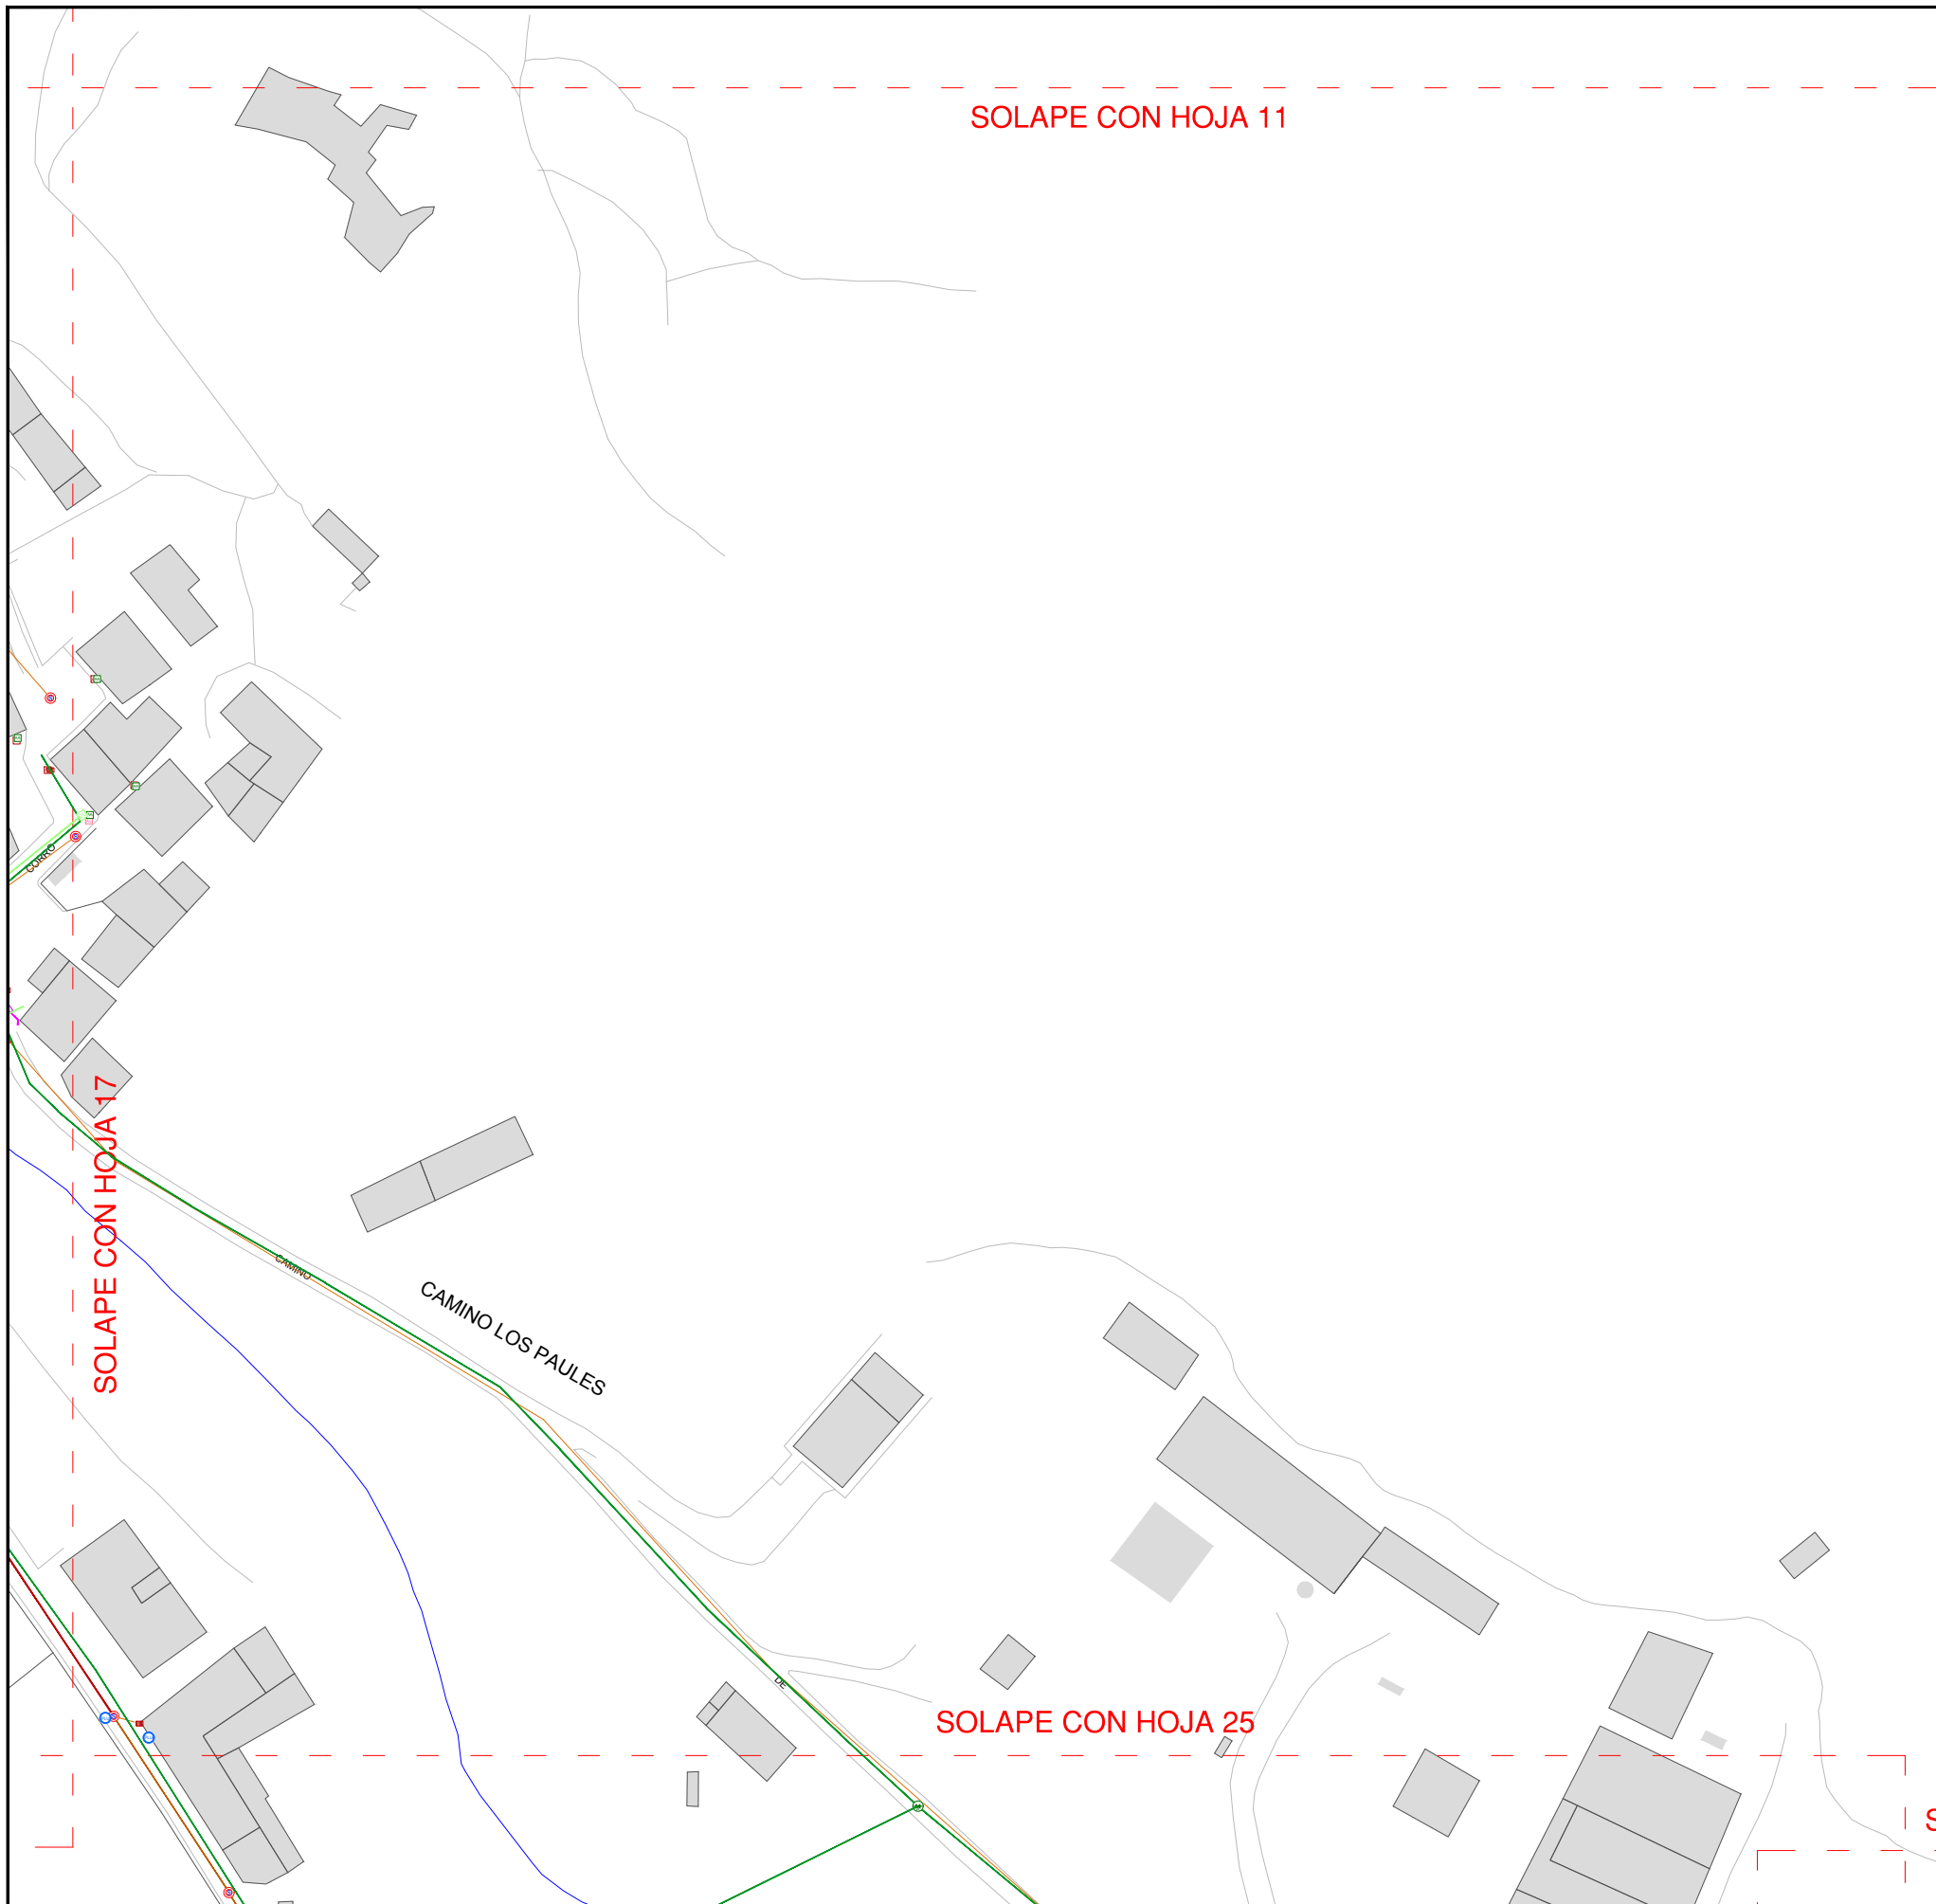 SOLAPE CON HOJA 11
CORRO
SOLAPE CON HOJA 17
CAMINO
CAMINO LOS PAULES
DE
SOLAPE CON HOJA 25
S